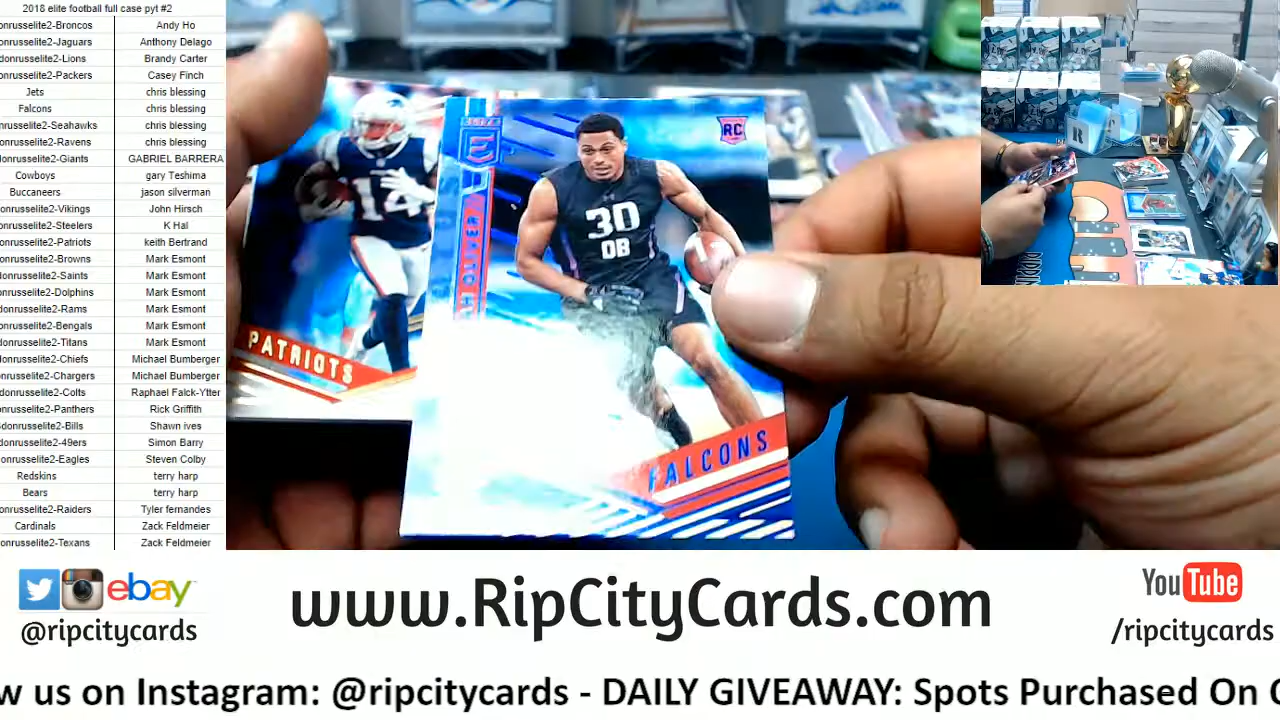 2018 elite football full case pyt #2
onrusselite2-Broncos Andy Ho
donrusselite2-Jaguars Anthony Delago
donrusselite2-Lions Brandy Carter
donrusselite2-Packers Casey Finch
Jets chris blessing
Falcons chris blessing
nrusselite2-Seahawks chris blessing
nrusselite2-Ravens chris blessing
nrusselite2-Giants GABRIEL BARRERA
Cowboys gary Teshima
Buccaneers jason silverman
onrusselite2-Vikings John Hirsch
onrusselite2-Steelers K Hal
onrusselite2-Patriots keith Bertrand
onrusselite2-Browns Mark Esmont
donrusselite2-Saints Mark Esmont
onrusselite2-Dolphins Mark Esmont
onrusselite2-Rams Mark Esmont
onrusselite2-Bengals Mark Esmont
donrusselite2-Titans Mark Esmont
onrusselite2-Chiefs Michael Bumberger
onrusselite2-Chargers Michael Bumberger
donrusselite2-Colts Raphael Falck-Ytter
onrusselite2-Panthers Rick Griffith
donrusselite2-Bills Shawn ives
donrusselite2-49ers Simon Barry
onrusselite2-Eagles Steven Colby
Redskins terry harp
Bears terry harp
onrusselite2-Raiders Tyler fernandes
Cardinals Zack Feldmeier
onrusselite2-Texans Zack Feldmeier
RC
30
DB
FALCONS
OLIVER
14
PATRIOTS
ebay
@ripcitycards
www.RipCityCards.com
YouTube
/ripcitycards
w us on Instagram: @ripcitycards - DAILY GIVEAWAY: Spots Purchased On